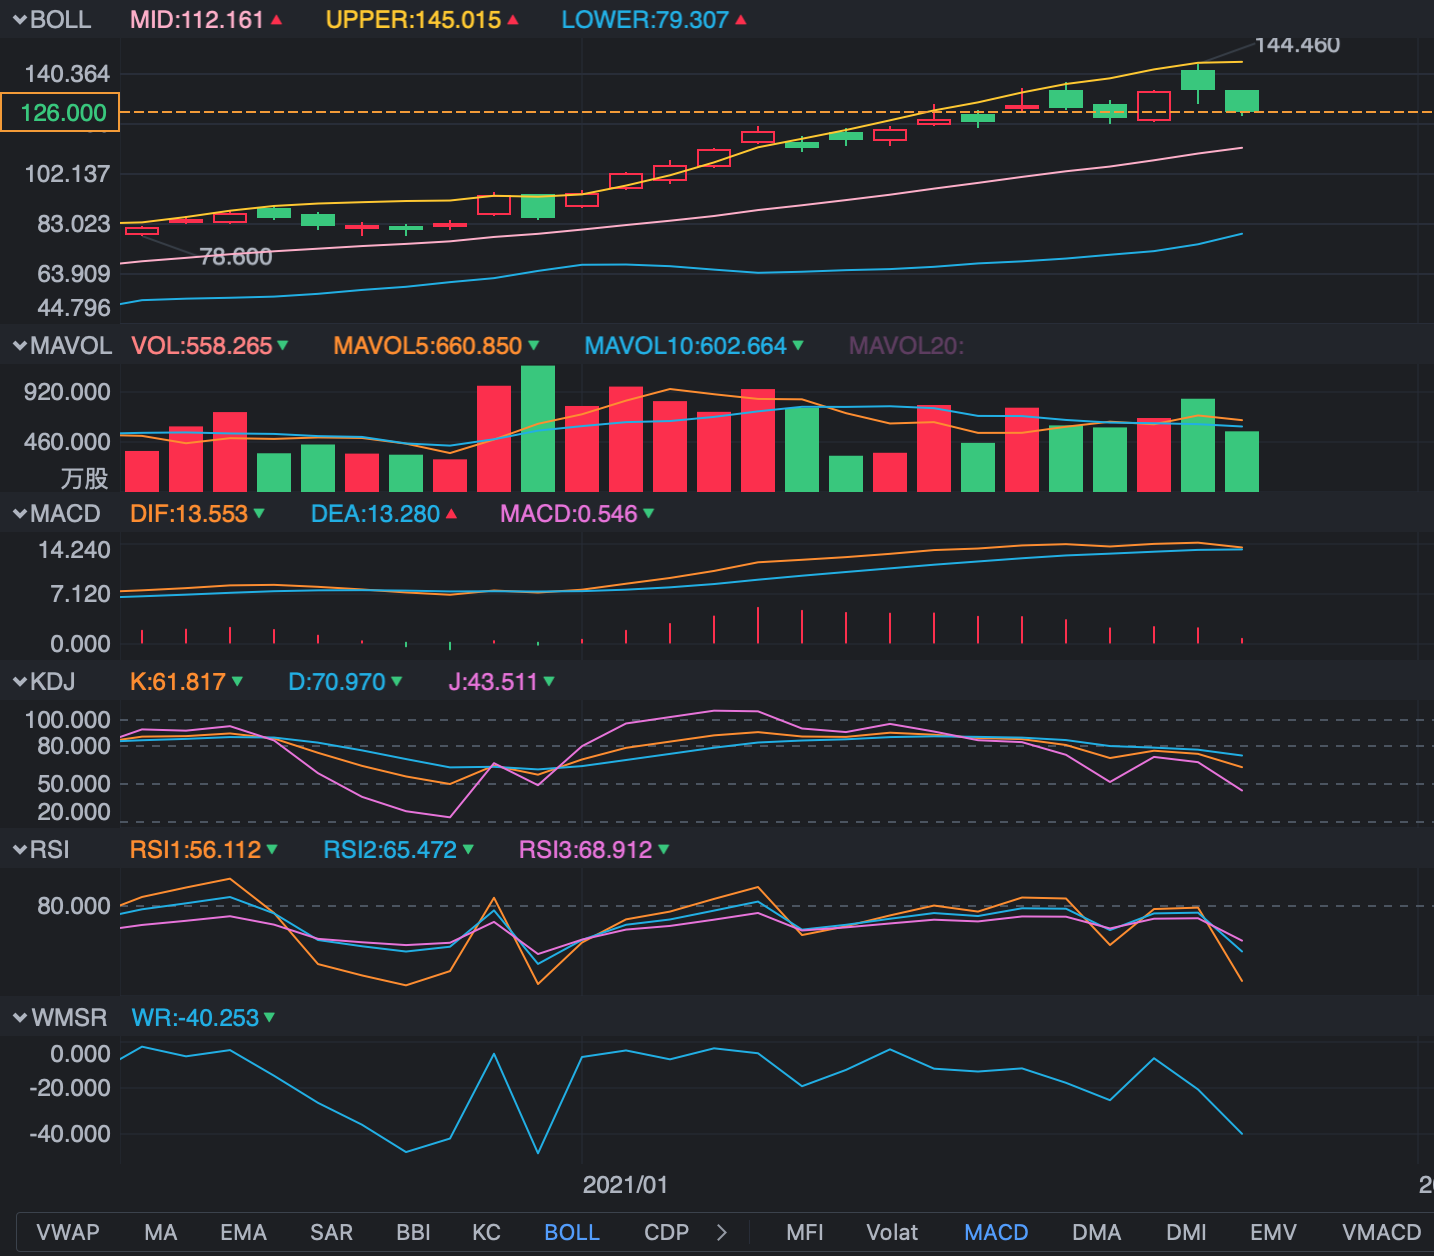 BOLL MID:112.161 UPPER:145.015 LOWER:79.307
144.460
140.364
126.000
102.137
83.023
78.600
63.909
44.796
MAVOL VOL:558.265 MAVOL5:660.850 MAVOL10:602.664 MAVOL20:
920.000
460.000
万股
MACD DIF:13.553 DEA:13.280 MACD:0.546
14.240
7.120
0.000
KDJ K:61.817 D:70.970 J:43.511
100.000
80.000
50.000
20.000
RSI RSI1:56.112 RSI2:65.472 RSI3:68.912
80.000
WMSR WR:-40.253
0.000
-20.000
-40.000
2021/01
VWAP MA EMA SAR BBI KC BOLL CDP > MFI Volat MACD DMA DMI EMV VMACD